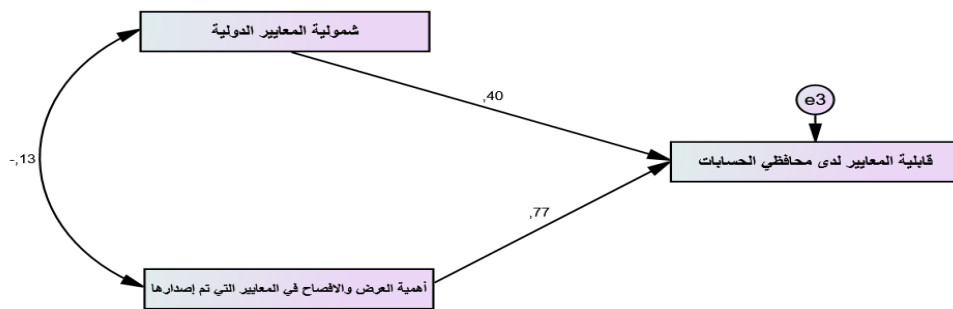 شمولية المعايير الدولية
e3
,40
-,13
قابلية المعايير لدى محافظي الحسابات
,77
أهمية العرض والافصاح في المعايير التي تم إصدارها